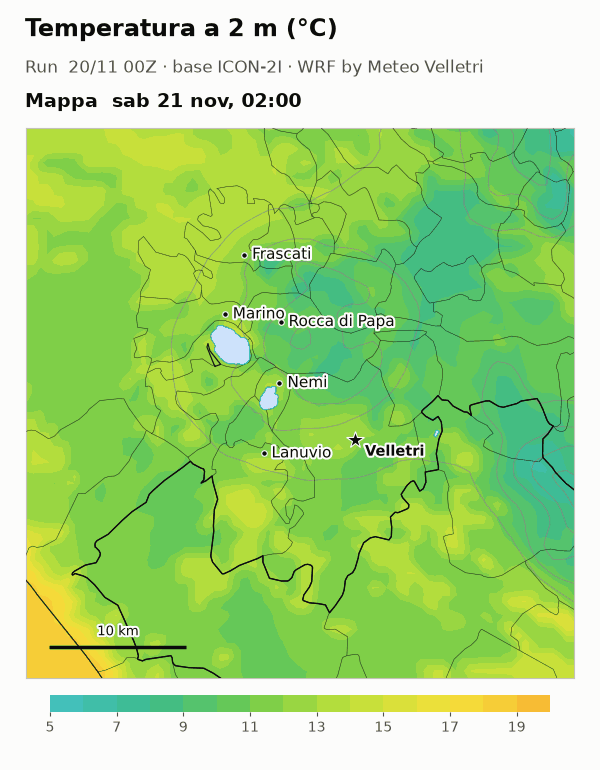 Temperatura a 2 m (°C)
Run  20/11 00Z · base ICON-2I · WRF by Meteo Velletri
Mappa  sab 21 nov, 02:00
Frascati
Marino
Rocca di Papa
Nemi
Velletri
Lanuvio
10 km
5 7 9 11 13 15 17 19